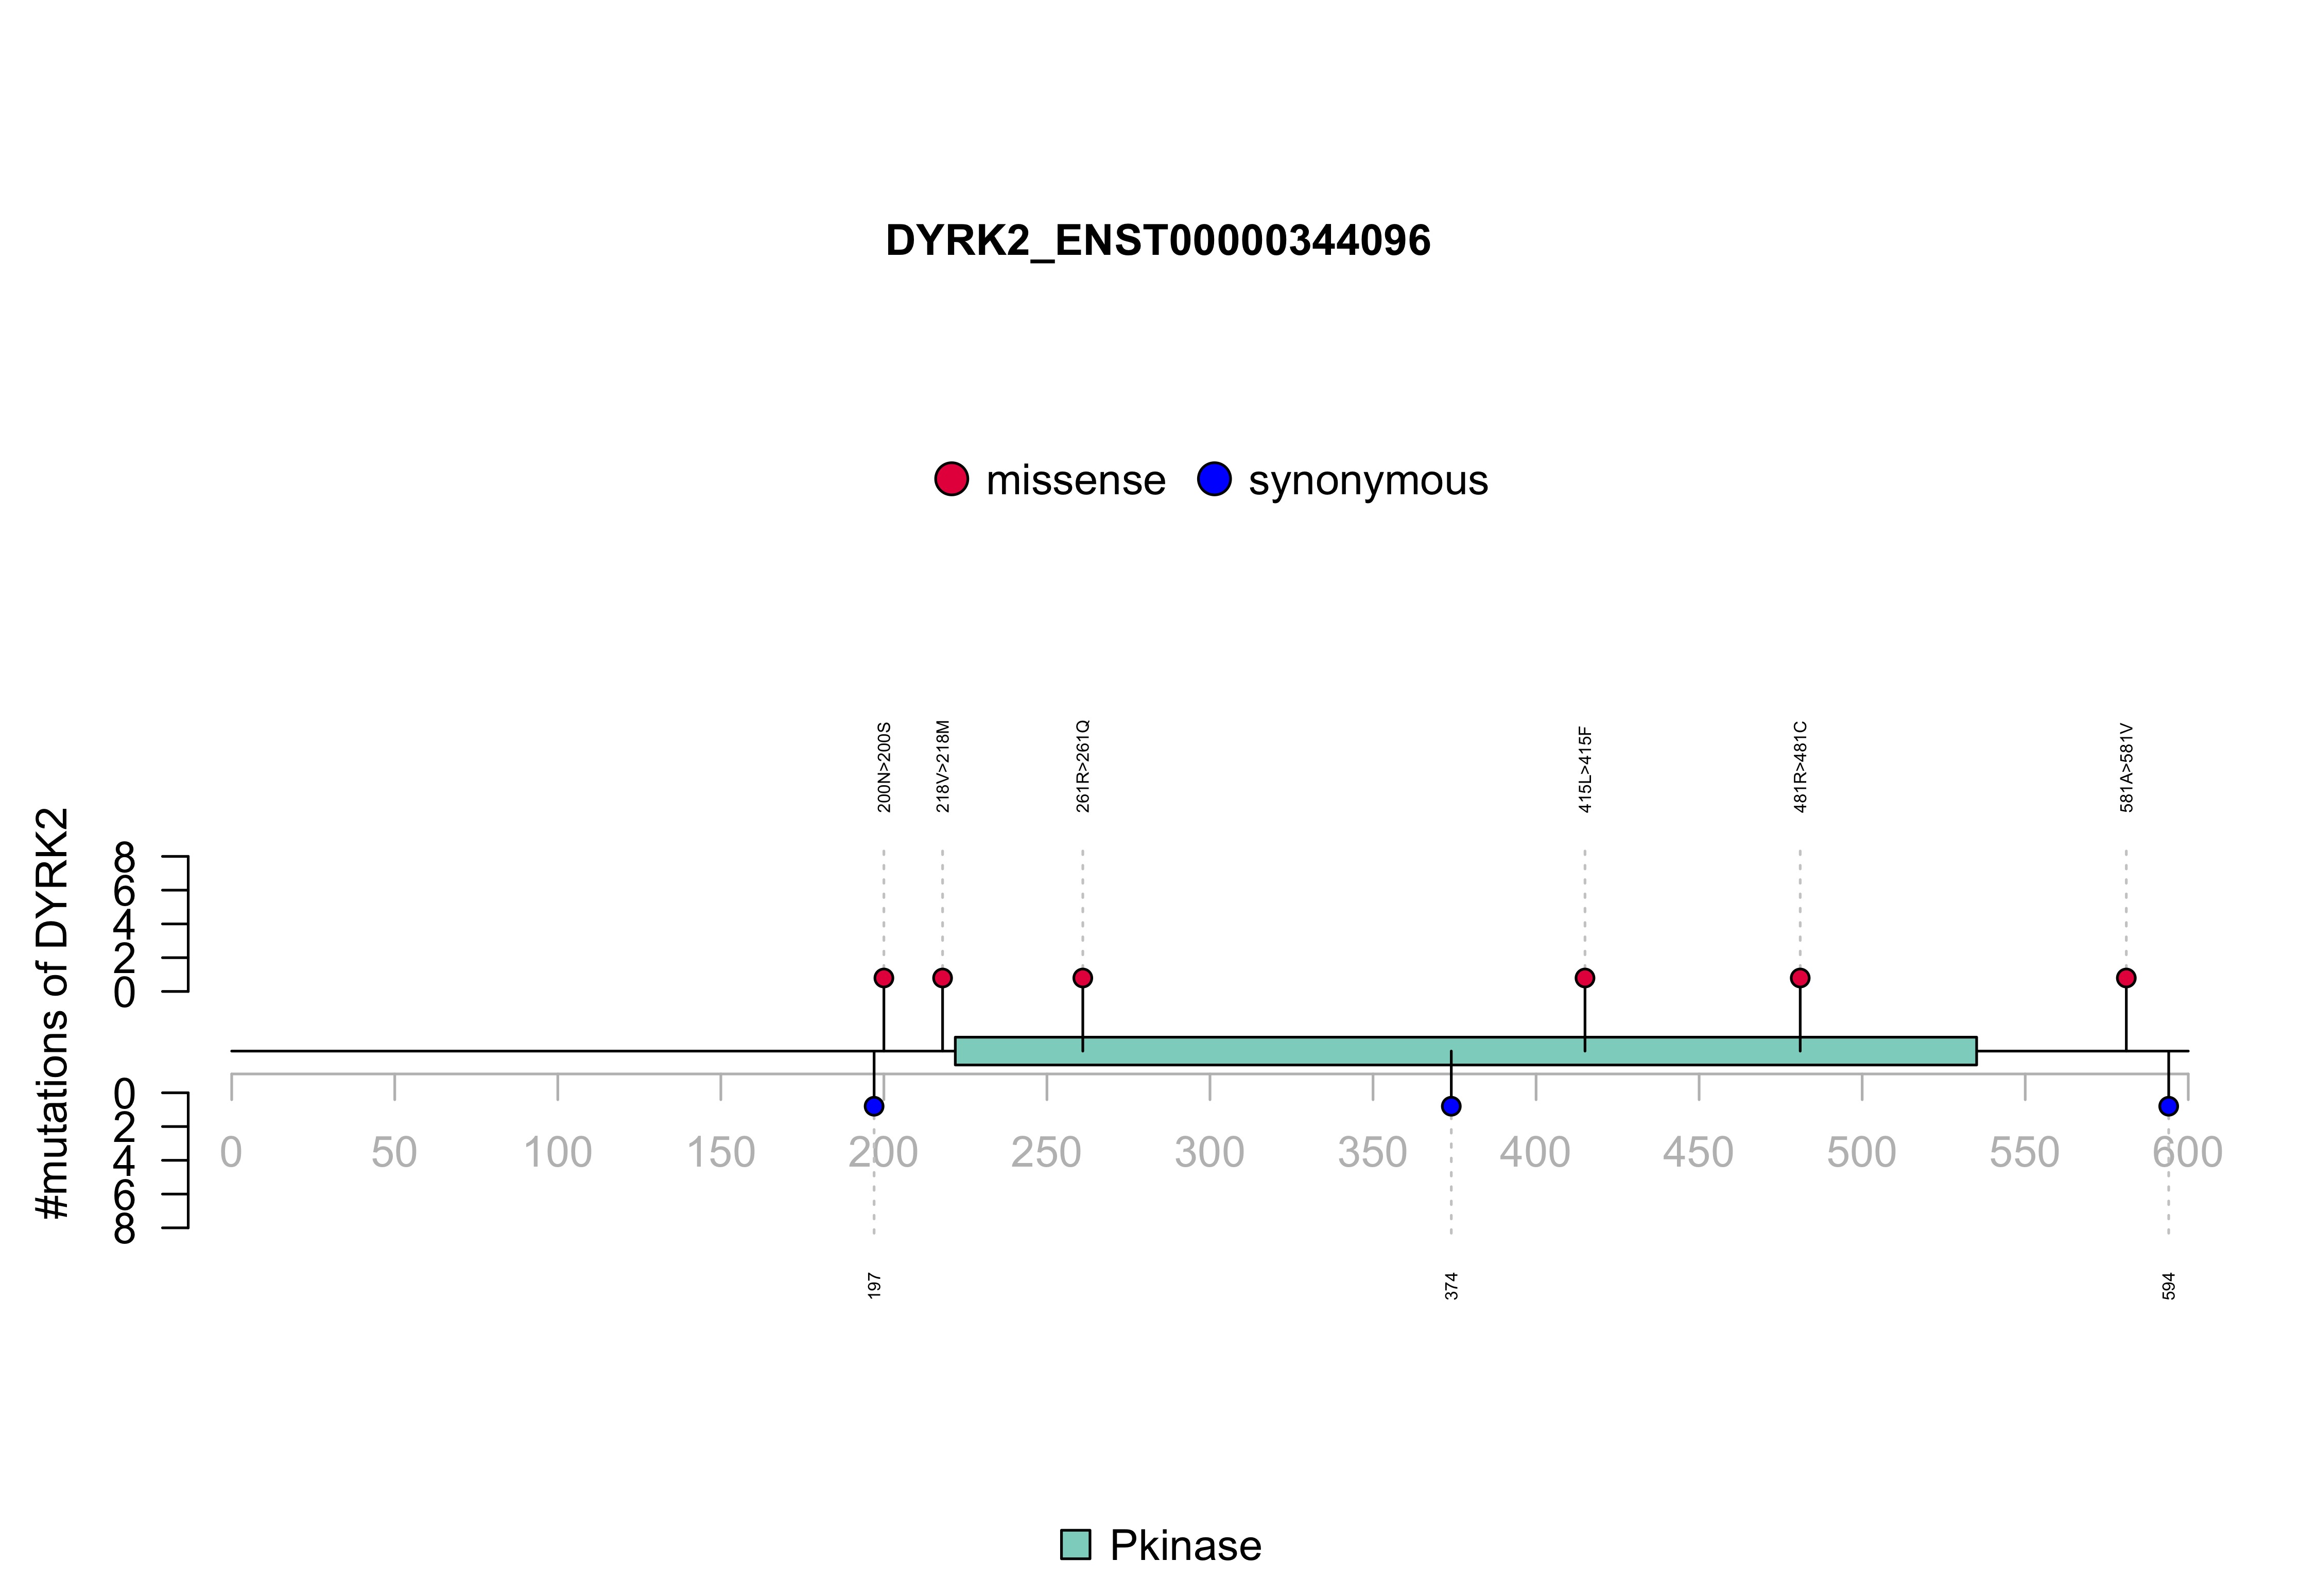 DYRK2_ENST00000344096
missense synonymous
200N>200S 218V>218M 261R>261Q 415L>415F 481R>481C 581A>581V
#mutations of DYRK2
8
6
4
2
0
0
2
4
6
8
0 50 100 150 200 250 300 350 400 450 500 550 600
197 374 594
Pkinase